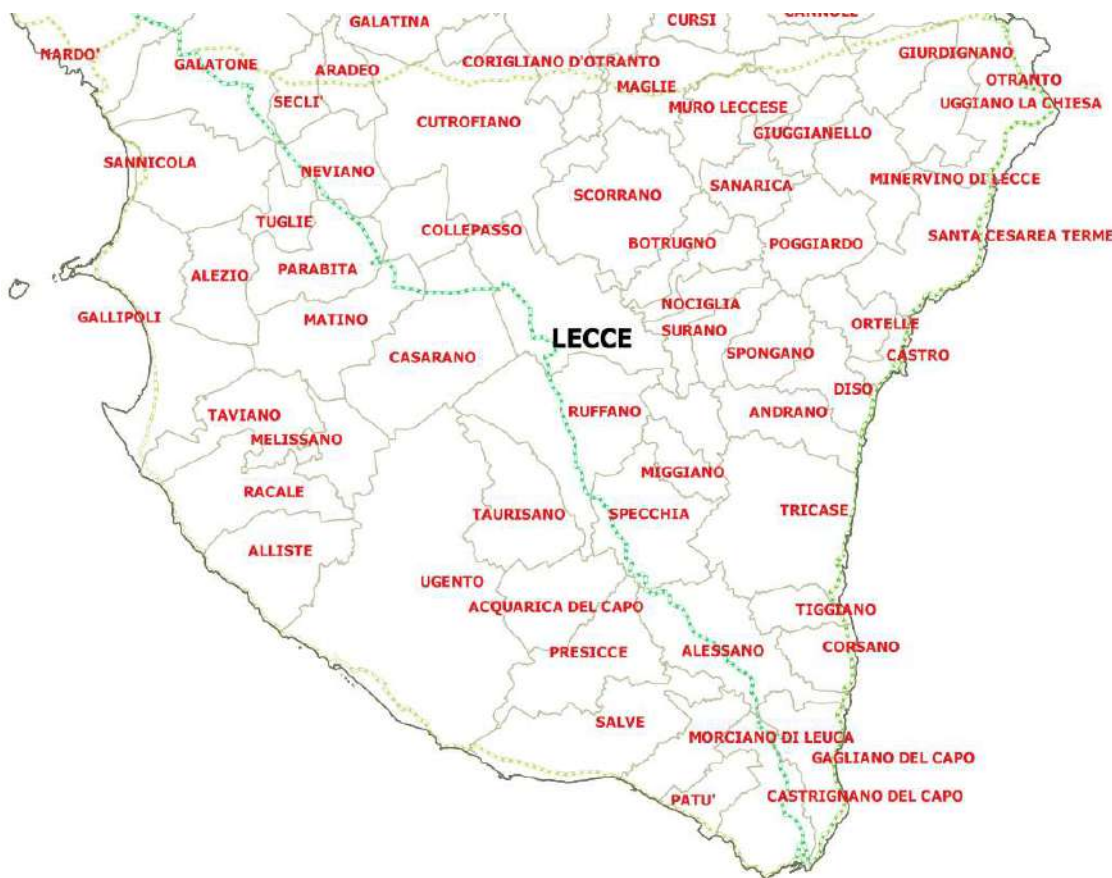 CANNOLE
GALATINA
CURSI
NARDO'
GALATONE
ARADEO
CORIGLIANO D'OTRANTO
GIURDIGNANO
MAGLIE
OTRANTO
SECLI'
MURO LECCESE
UGGIANO LA CHIESA
CUTROFIANO
GIUGGIANELLO
SANNICOLA
NEVIANO
MINERVINO DI LECCE
SCORRANO
SANARICA
TUGLIE
COLLEPASSO
SANTA CESAREA TERME
BOTRUGNO
POGGIARDO
ALEZIO
PARABITA
NOCIGLIA
GALLIPOLI
MATINO
ORTELLE
SURANO
LECCE
CASARANO
SPONGANO
CASTRO
DISO
TAVIANO
RUFFANO
ANDRANO
MELISSANO
MIGGIANO
RACALE
TRICASE
TAURISANO
SPECCHIA
ALLISTE
UGENTO
ACQUARICA DEL CAPO
TIGGIANO
PRESICCE
ALESSANO
CORSANO
SALVE
MORCIANO DI LEUCA
GAGLIANO DEL CAPO
PATU'
CASTRIGNANO DEL CAPO